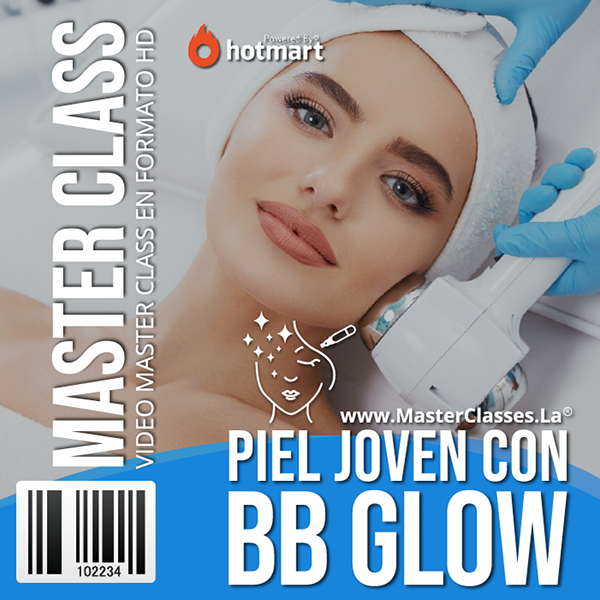 Powered By®
hotmart
MASTER CLASS
VIDEO MASTER CLASS EN FORMATO HD
www.MasterClasses.La®
PIEL JOVEN CON
BB GLOW
102234